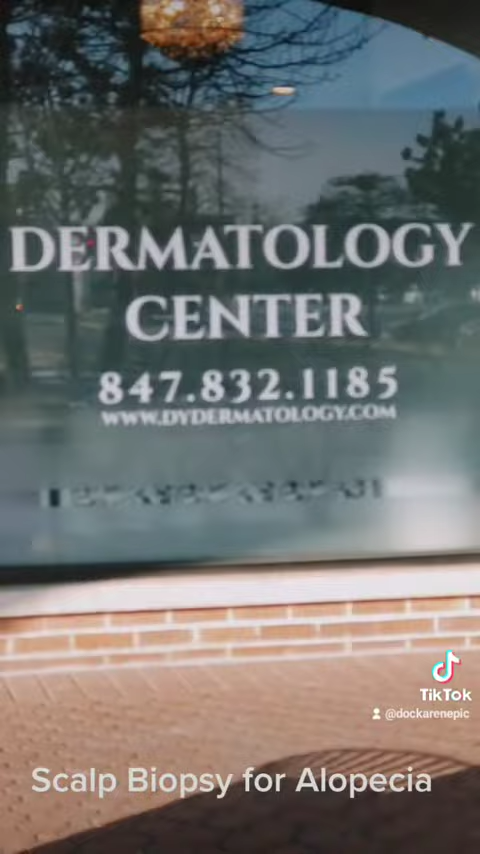 DERMATOLOGY
CENTER
847.832.1185
WWW.DYDERMATOLOGY.COM
TikTok
@dockarenepic
Scalp Biopsy for Alopecia